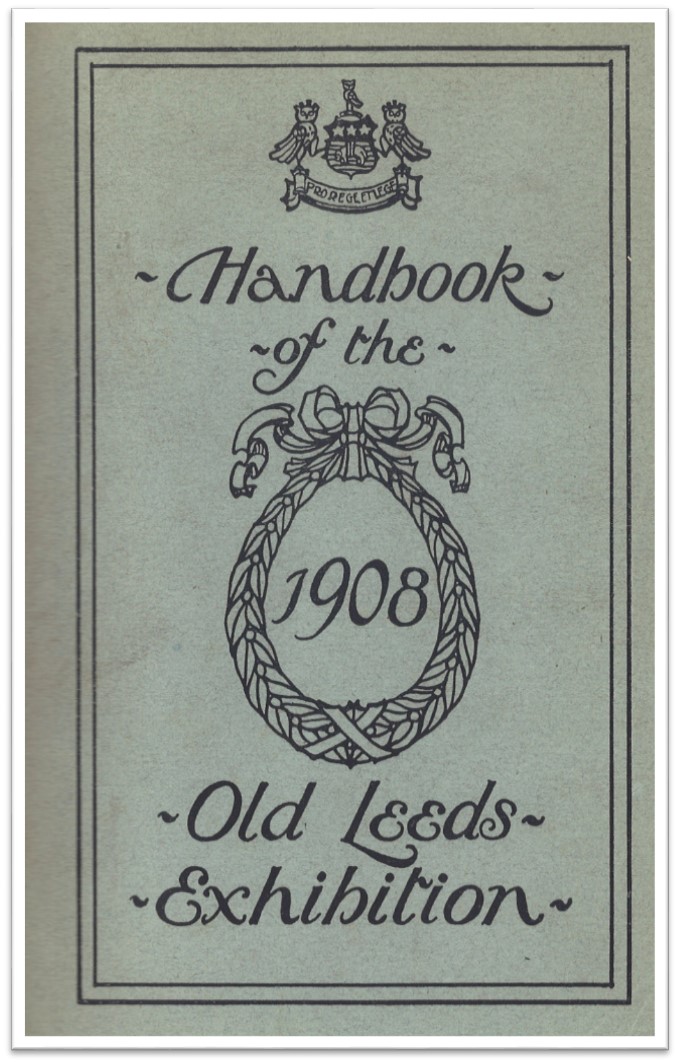 PRO REGE ET LEGE
~Handbook~
~of the~
1908
~Old Leeds~
~Exhibition~